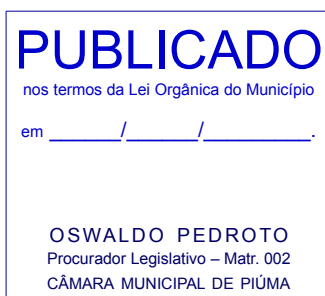 PUBLICADO
nos termos da Lei Orgânica do Município
em ______/______/_________.
OSWALDO PEDROTO
Procurador Legislativo – Matr. 002
CÂMARA MUNICIPAL DE PIÚMA